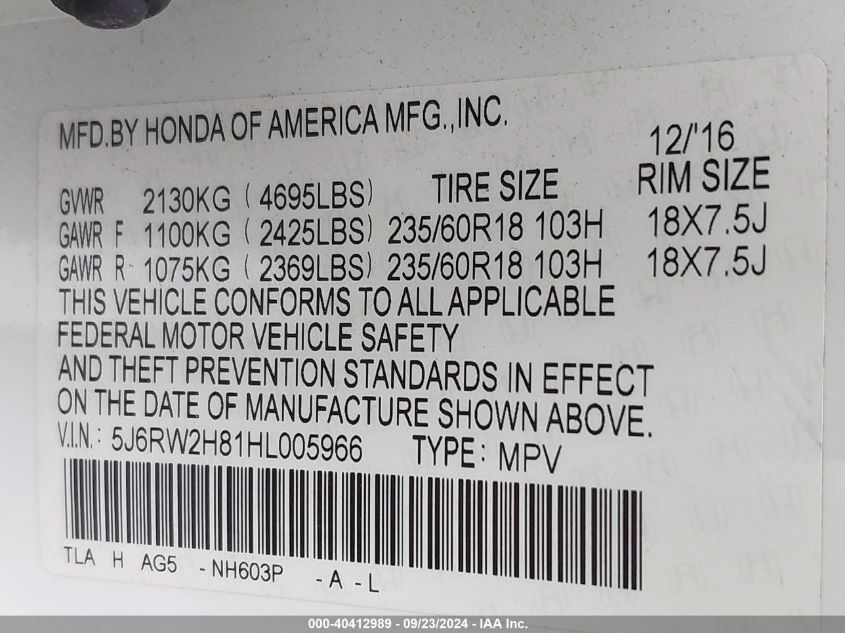 MFD.BY HONDA OF AMERICA MFG.,INC.
12/'16
GVWR 2130KG ( 4695LBS) TIRE SIZE RIM SIZE
GAWR F 1100KG ( 2425LBS) 235/60R18 103H 18X7.5J
GAWR R 1075KG ( 2369LBS) 235/60R18 103H 18X7.5J
THIS VEHICLE CONFORMS TO ALL APPLICABLE
FEDERAL MOTOR VEHICLE SAFETY
AND THEFT PREVENTION STANDARDS IN EFFECT
ON THE DATE OF MANUFACTURE SHOWN ABOVE.
V.I.N.: 5J6RW2H81HL005966 TYPE: MPV
TLA H AG5 -NH603P -A -L
000-40412989 - 09/23/2024 - IAA Inc.